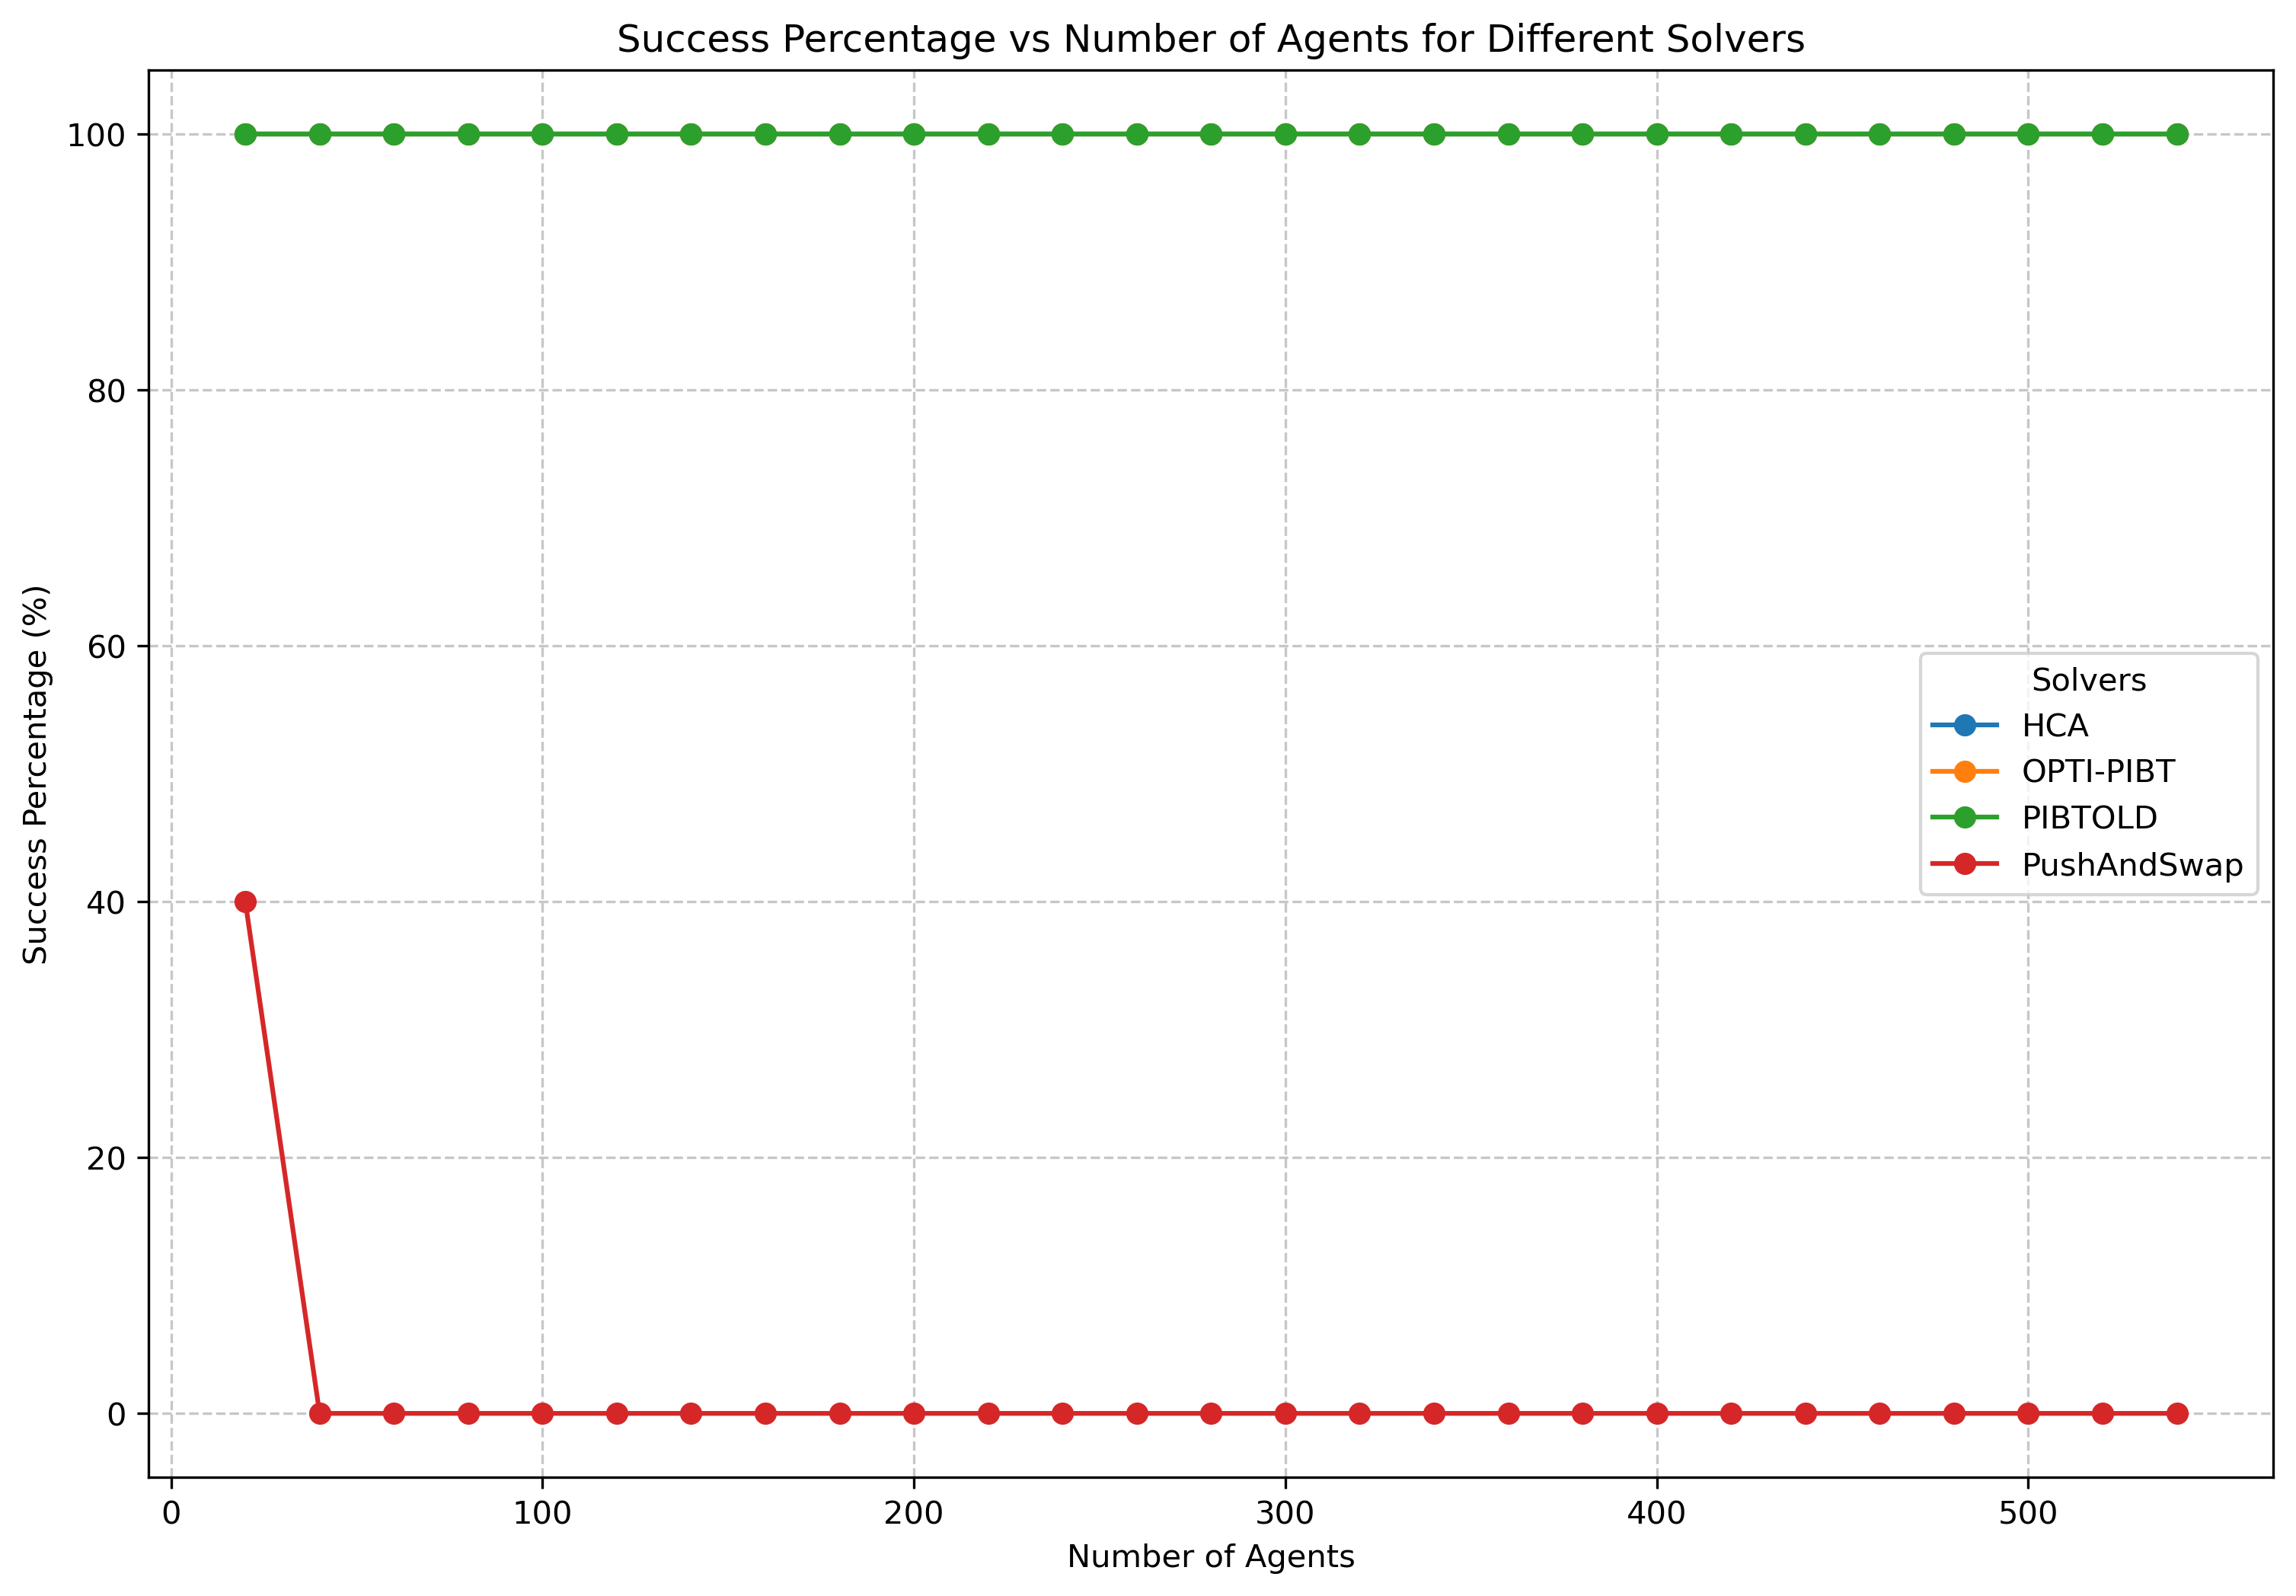 Success Percentage vs Number of Agents for Different Solvers
Success Percentage (%)
100
80
60
40
20
0
Solvers
HCA
OPTI-PIBT
PIBTOLD
PushAndSwap
0 100 200 300 400 500
Number of Agents